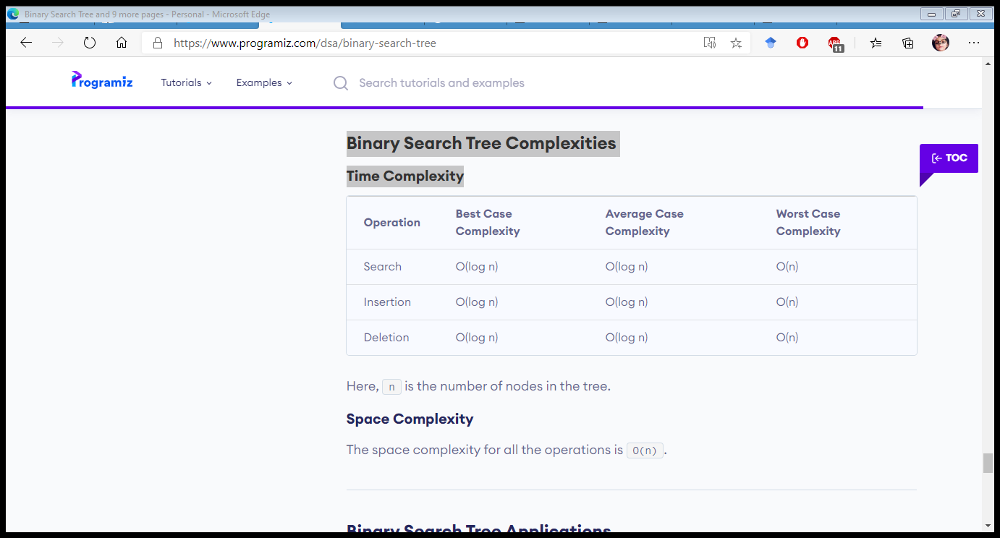 Binary Search Tree and 9 more pages - Personal - Microsoft Edge
https://www.programiz.com/dsa/binary-search-tree
ABP
11
Programiz
Tutorials
Examples
Search tutorials and examples
Binary Search Tree Complexities
TOC
Time Complexity
Operation Best Case Complexity Average Case Complexity Worst Case Complexity
Search O(log n) O(log n) O(n)
Insertion O(log n) O(log n) O(n)
Deletion O(log n) O(log n) O(n)
Here, n is the number of nodes in the tree.
Space Complexity
The space complexity for all the operations is O(n).
Binary Search Tree Applications